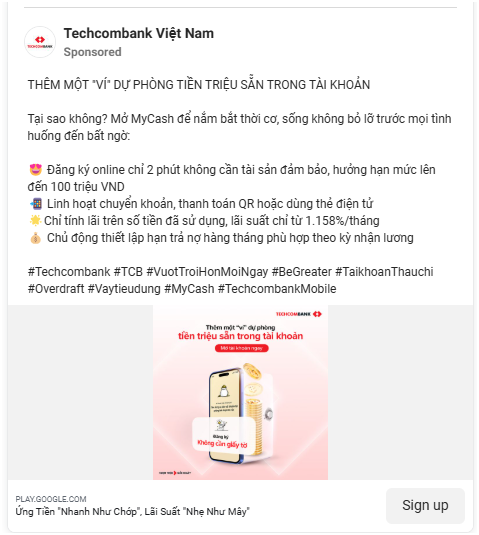 Techcombank Việt Nam
Sponsored
THÊM MỘT "VÍ" DỰ PHÒNG TIỀN TRIỆU SẴN TRONG TÀI KHOẢN
Tại sao không? Mở MyCash để nắm bắt thời cơ, sống không bỏ lỡ trước mọi tình
huống đến bất ngờ:
😍 Đăng ký online chỉ 2 phút không cần tài sản đảm bảo, hưởng hạn mức lên
đến 100 triệu VND
📲 Linh hoạt chuyển khoản, thanh toán QR hoặc dùng thẻ điện tử
🌟Chỉ tính lãi trên số tiền đã sử dụng, lãi suất chỉ từ 1.158%/tháng
💰 Chủ động thiết lập hạn trả nợ hàng tháng phù hợp theo kỳ nhận lương
#Techcombank #TCB #VuotTroiHonMoiNgay #BeGreater #TaikhoanThauchi
#Overdraft #Vaytieudung #MyCash #TechcombankMobile
TECHCOMBANK
Thêm một "ví" dự phòng
tiền triệu sẵn trong tài khoản
Mở tài khoản ngay
Đăng ký
Không cần giấy tờ
PLAY.GOOGLE.COM
Ứng Tiền "Nhanh Như Chớp", Lãi Suất "Nhẹ Như Mây"
Sign up